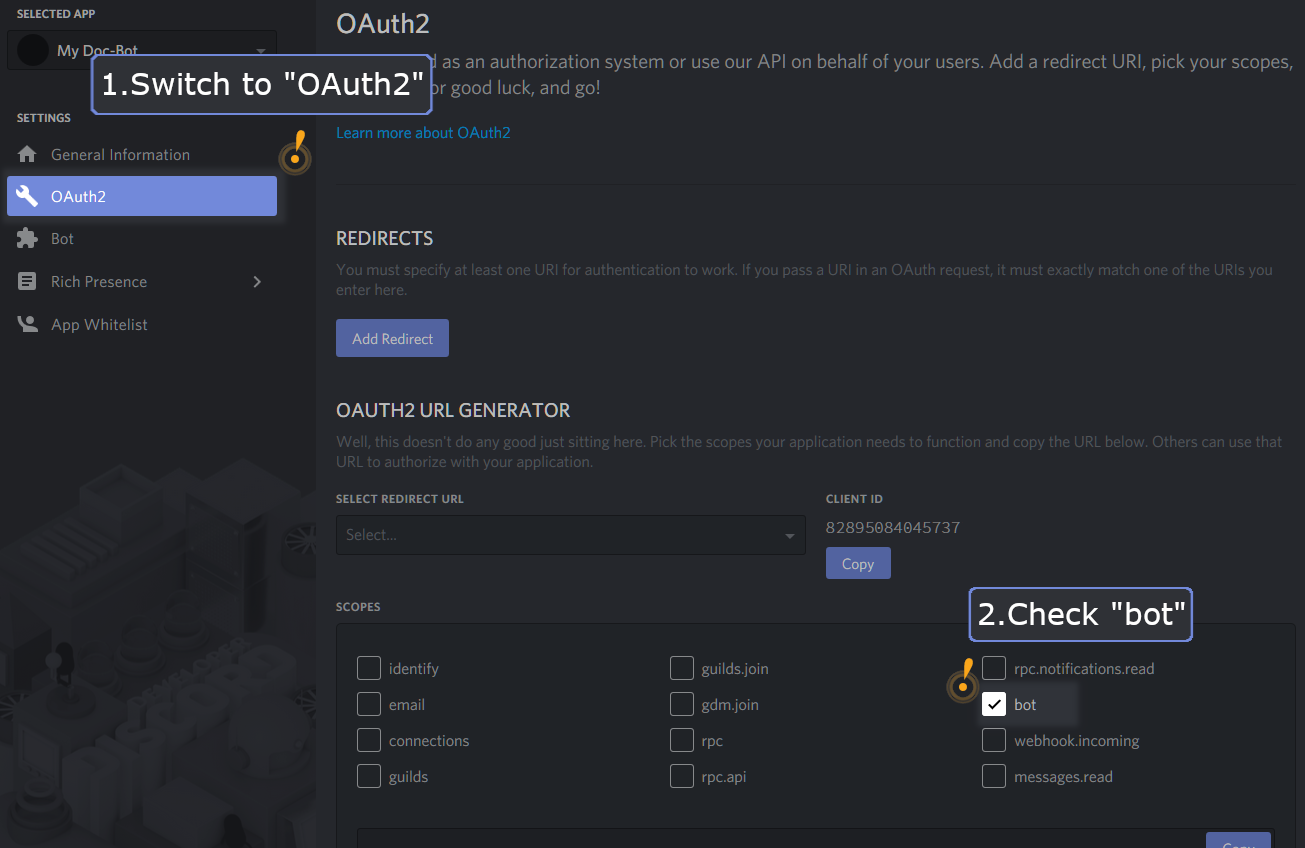 SELECTED APP
My Doc-Bot
1.Switch to "OAuth2"
SETTINGS
General Information
OAuth2
Bot
Rich Presence
App Whitelist
OAuth2
as an authorization system or use our API on behalf of your users. Add a redirect URI, pick your scopes,
good luck, and go!
Learn more about OAuth2
REDIRECTS
You must specify at least one URI for authentication to work. If you pass a URI in an OAuth request, it must exactly match one of the URIs you
enter here.
Add Redirect
OAUTH2 URL GENERATOR
Well, this doesn't do any good just sitting here. Pick the scopes your application needs to function and copy the URL below. Others can use that
URL to authorize with your application.
SELECT REDIRECT URL
Select...
CLIENT ID
82895084045737
Copy
SCOPES
2.Check "bot"
identify
guilds.join
rpc.notifications.read
email
gdm.join
bot
connections
rpc
webhook.incoming
guilds
rpc.api
messages.read
Copy